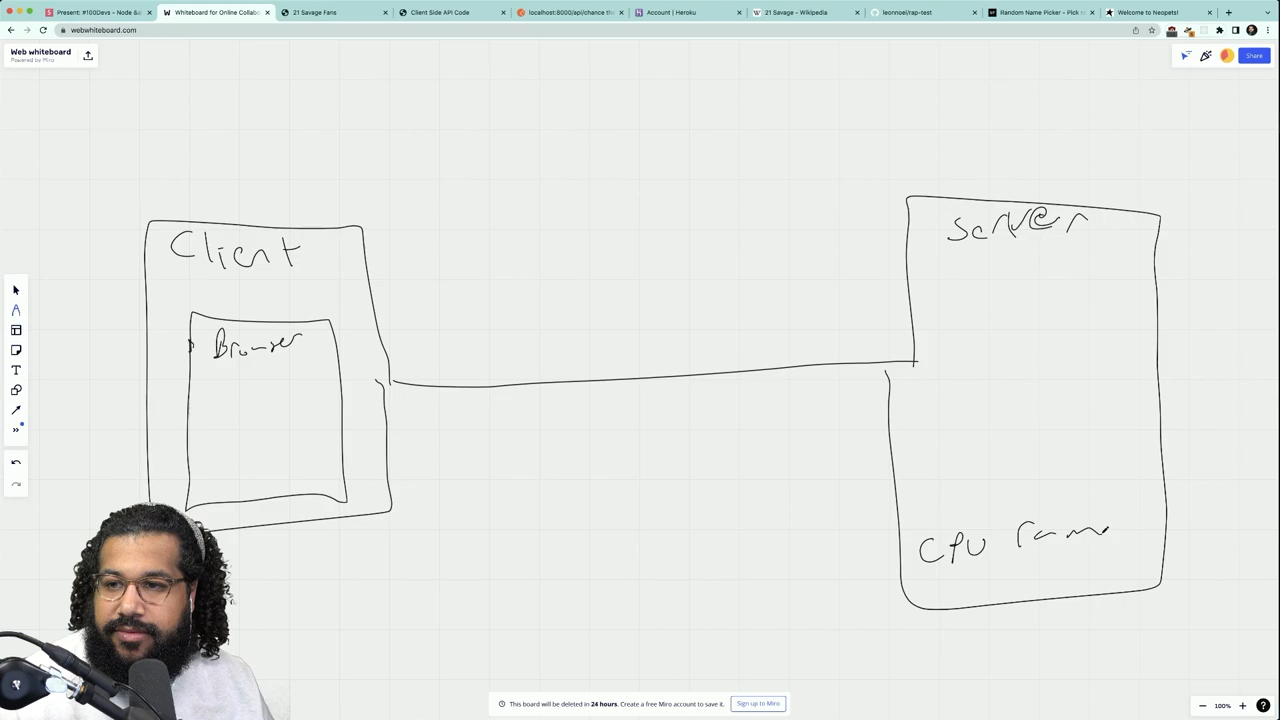 Present: #100Devs - Node &a
Whiteboard for Online Collabo
21 Savage Fans
Client Side API Code
localhost:8000/api/chance the
Account | Heroku
21 Savage - Wikipedia
leonnoel/rap-test
Random Name Picker - Pick r
Welcome to Neopets!
webwhiteboard.com
Web whiteboard
Powered by Miro
Share
Server
Client
Browser
CPU
This board will be deleted in 24 hours. Create a free Miro account to save it.
Sign up to Miro
100%